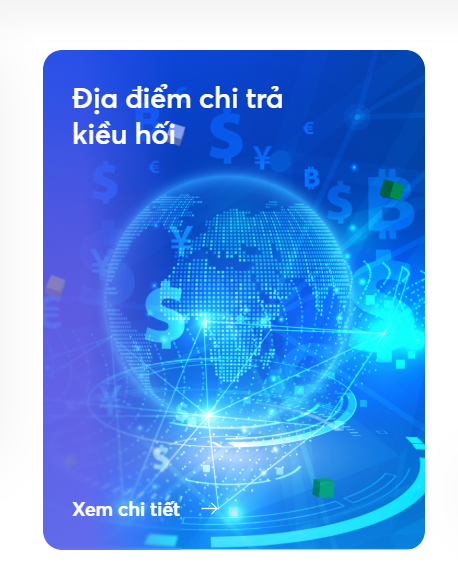 Địa điểm chi trả
kiều hối
Xem chi tiết →